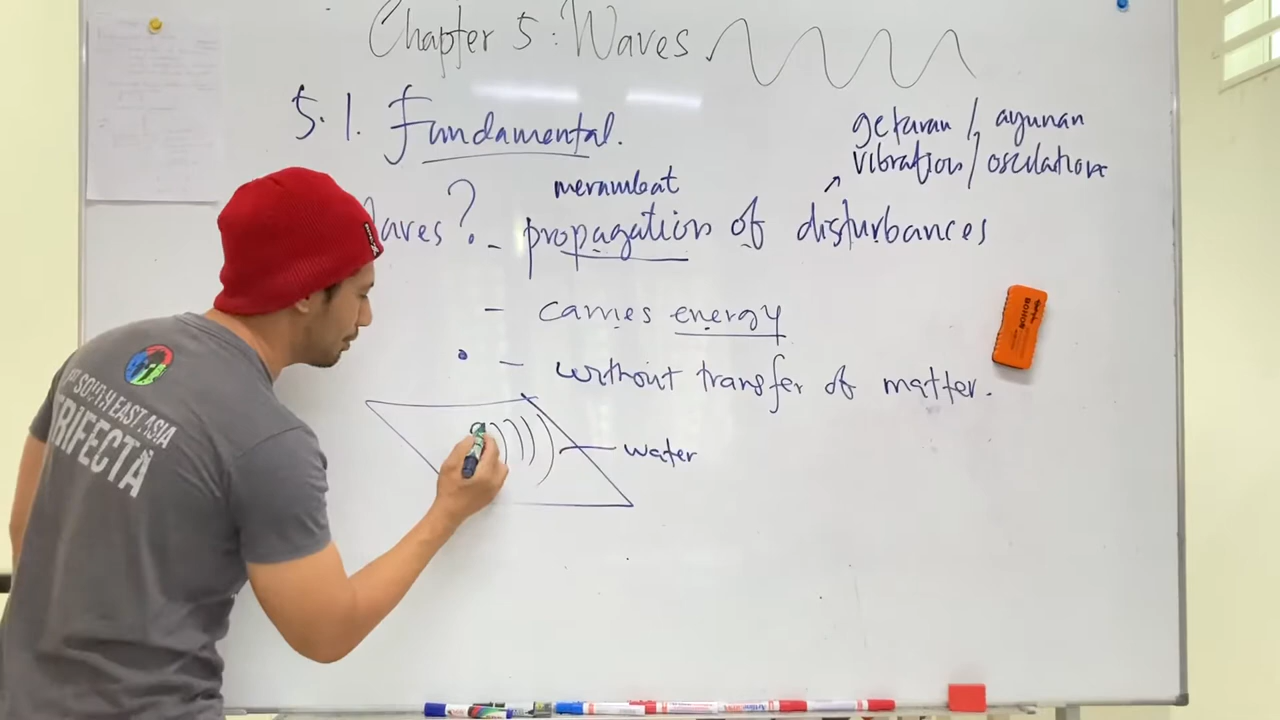 Chapter 5: Waves
5.1. Fundamental.
getaran / ayunan
vibration / oscillation
merambat
Waves? - propagation of disbturbances
- carries energy
- without transfer of matter.
water
SOUTH EAST ASIA
TRIFECTA